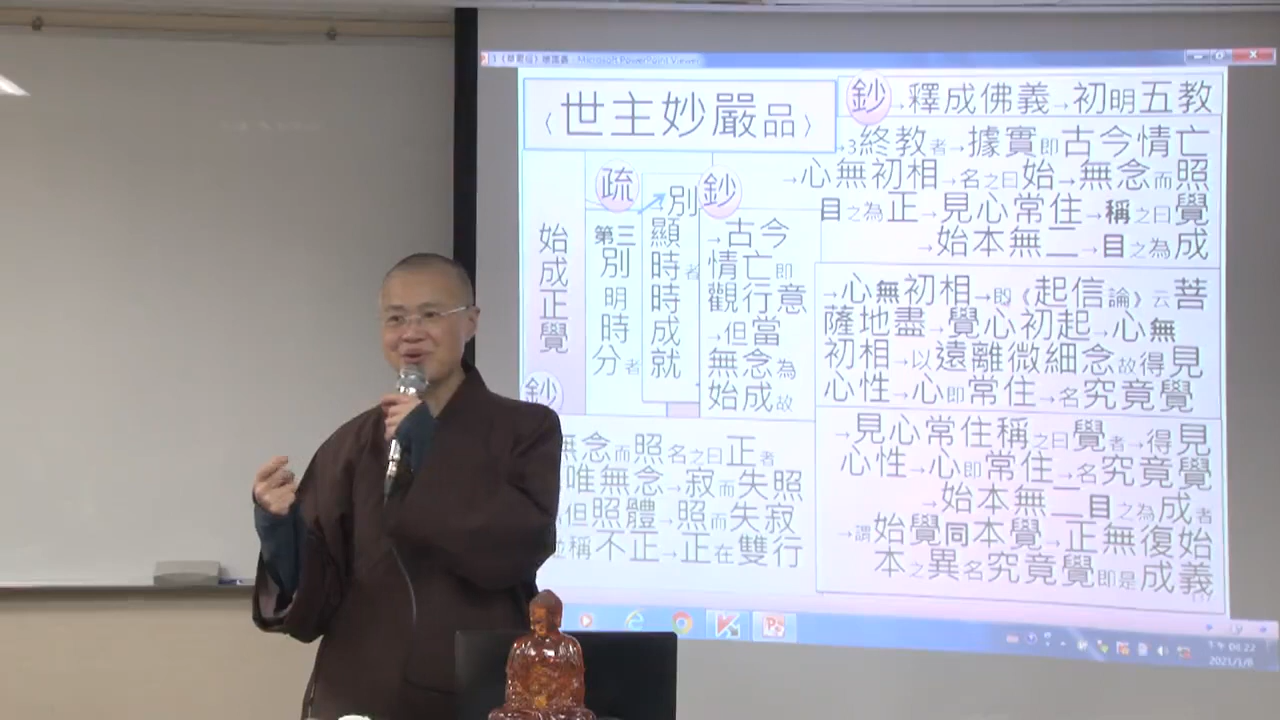 Microsoft PowerPoint Viewer
〈世主妙嚴品〉
鈔→釋成佛義→初明五教
→3終教者→據實即古今情亡
→心無初相→名之曰始→無念而照
目之為正→見心常住→稱之曰覺
→始本無二→目之為成
始成正覺
疏
第三別明時分者
別顯時者時成就
鈔
→古今
情亡即
觀行意
→但當
無念為
始成故
→心無初相→即《起信論》云菩
薩地盡→覺心初起→心無
初相→以遠離微細念故得見
心性→心即常住→名究竟覺
鈔
無念而照名之曰正者
唯無念→寂而失照
但照體→照而失寂
並稱不正→正在雙行
→見心常住稱之曰覺者→得見
心性→心即常住→名究竟覺
→始本無二目之為成者
→謂始覺同本覺→正無復始
本之異名究竟覺即是成義
2021/1/8